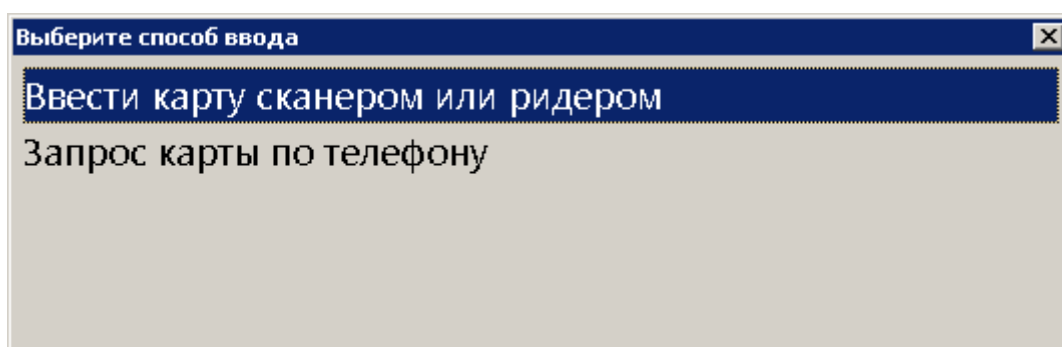 Выберите способ ввода
Ввести карту сканером или ридером
Запрос карты по телефону